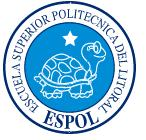 ESCUELA SUPERIOR POLITECNICA DEL LITORAL
ESPOL